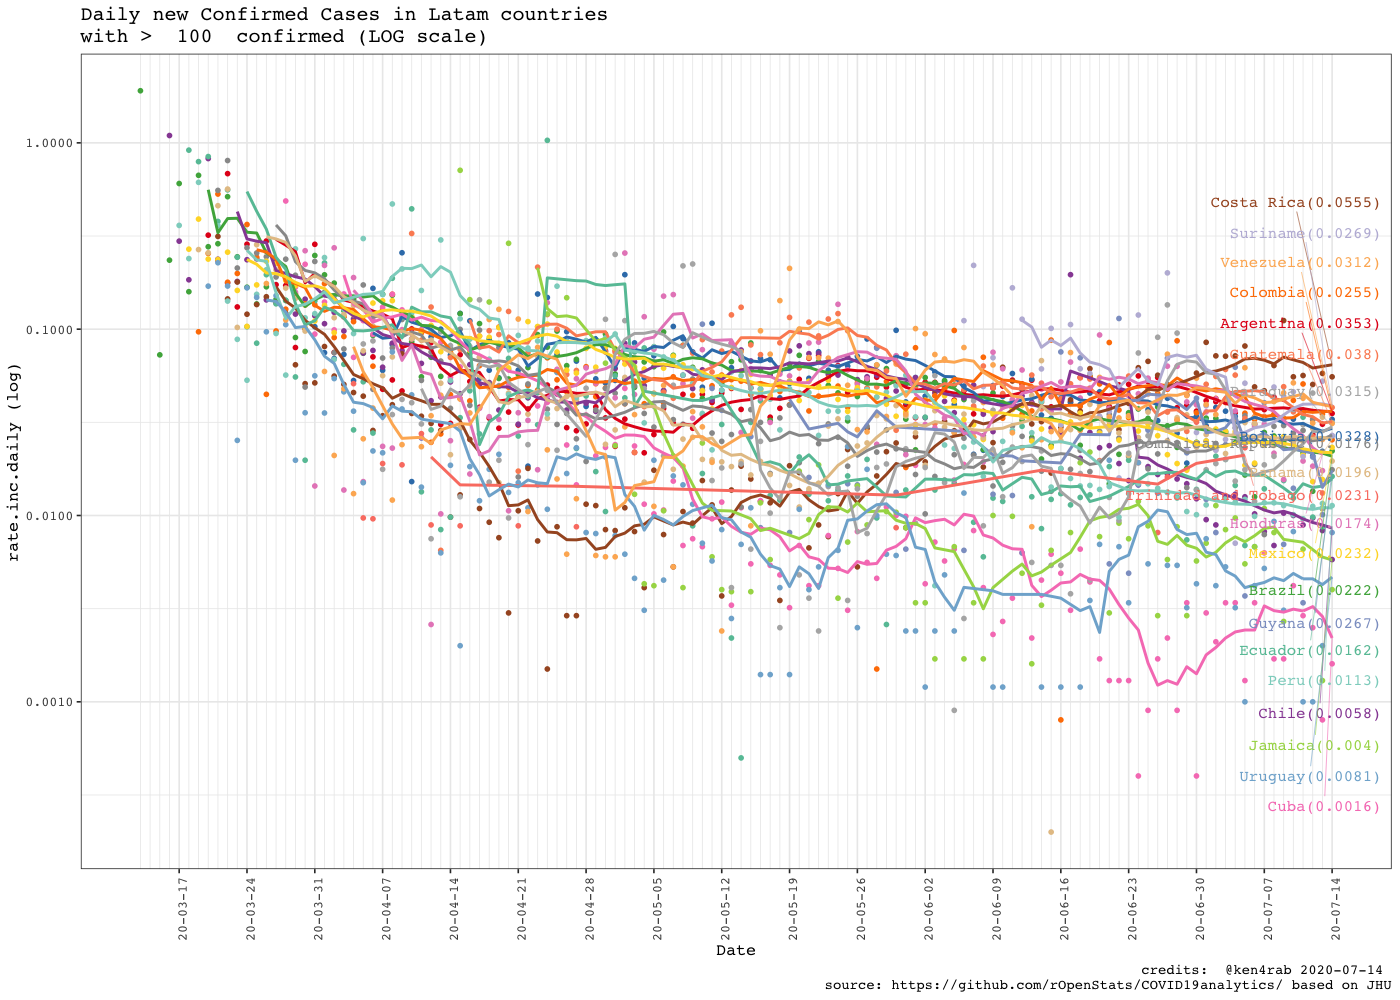 Daily new Confirmed Cases in Latam countries
with >  100  confirmed (LOG scale)
rate.inc.daily (log)
1.0000
0.1000
0.0100
0.0010
Costa Rica(0.0555)
Suriname(0.0269)
Venezuela(0.0312)
Colombia(0.0255)
Argentina(0.0353)
Guatemala(0.038)
Paraguay(0.0315)
Bolivia(0.0328)
Dominican Republic(0.0176)
Panama(0.0196)
Trinidad and Tobago(0.0231)
Honduras(0.0174)
Mexico(0.0232)
Brazil(0.0222)
Guyana(0.0267)
Ecuador(0.0162)
Peru(0.0113)
Chile(0.0058)
Jamaica(0.004)
Uruguay(0.0081)
Cuba(0.0016)
20-03-17
20-03-24
20-03-31
20-04-07
20-04-14
20-04-21
20-04-28
20-05-05
20-05-12
20-05-19
20-05-26
20-06-02
20-06-09
20-06-16
20-06-23
20-06-30
20-07-07
20-07-14
Date
credits:  @ken4rab 2020-07-14
source: https://github.com/rOpenStats/COVID19analytics/ based on JHU